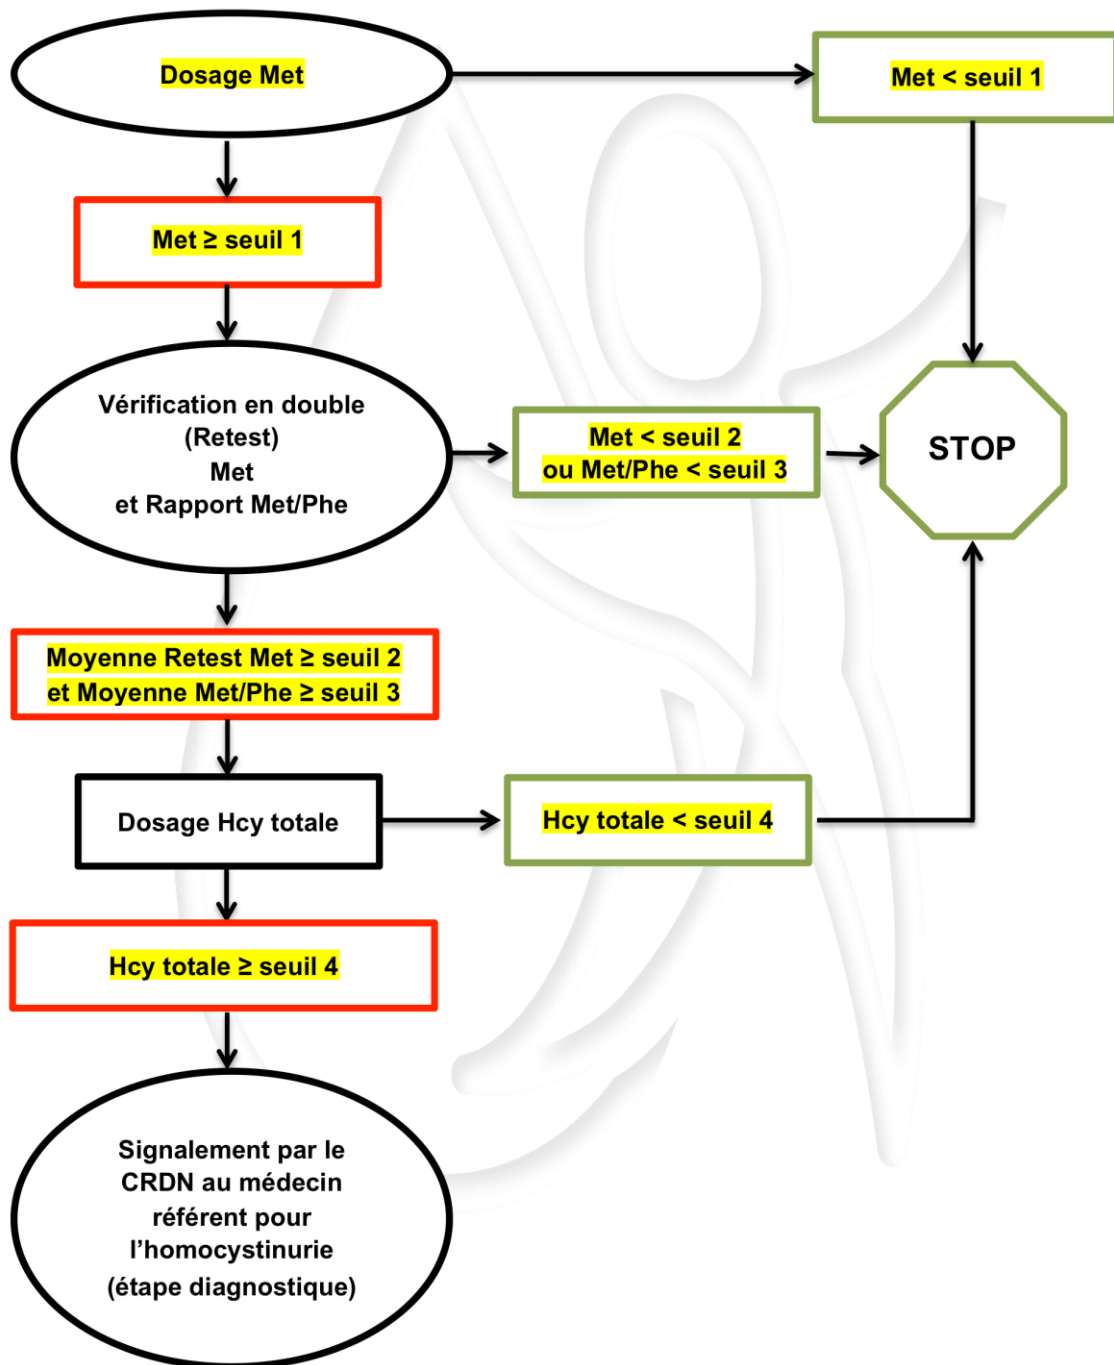 Dosage Met
Met < seuil 1
Met ≥ seuil 1
Vérification en double
(Retest)
Met
et Rapport Met/Phe
Met < seuil 2
ou Met/Phe < seuil 3
STOP
Moyenne Retest Met ≥ seuil 2
et Moyenne Met/Phe ≥ seuil 3
Dosage Hcy totale
Hcy totale < seuil 4
Hcy totale ≥ seuil 4
Signalement par le
CRDN au médecin
référent pour
l'homocystinurie
(étape diagnostique)